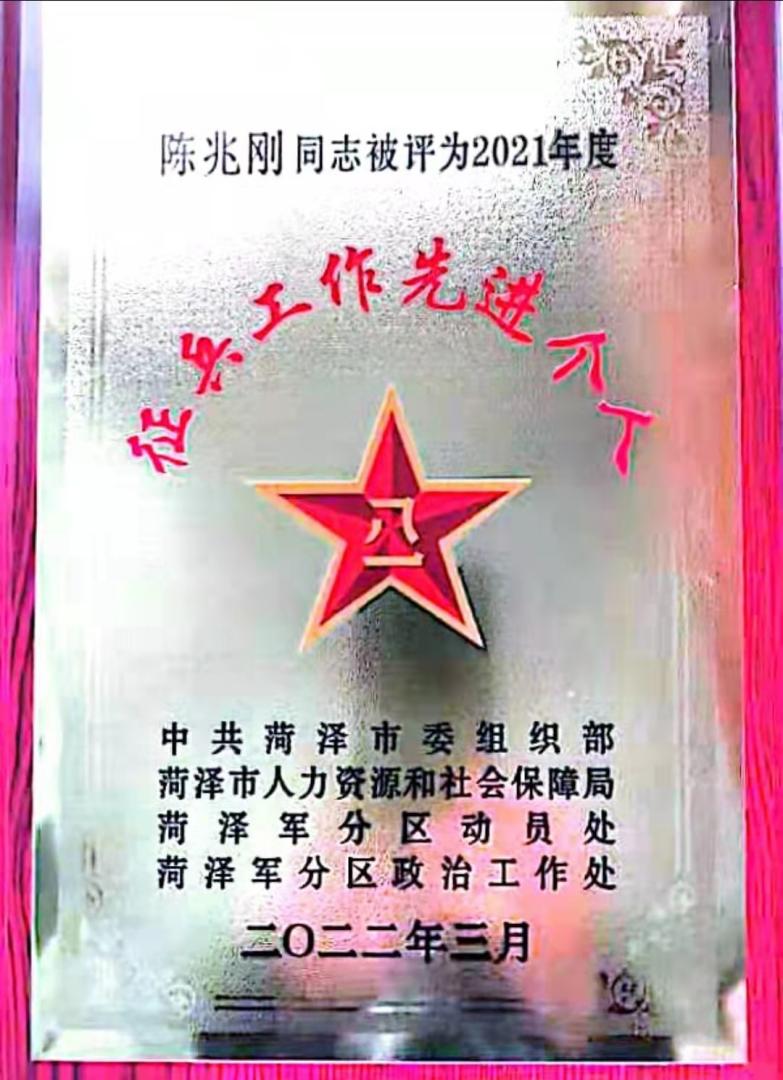 陈兆刚同志被评为2021年度
征兵工作先进个人
八一
中共菏泽市委组织部
菏泽市人力资源和社会保障局
菏泽军分区动员处
菏泽军分区政治工作处
二〇二二年三月